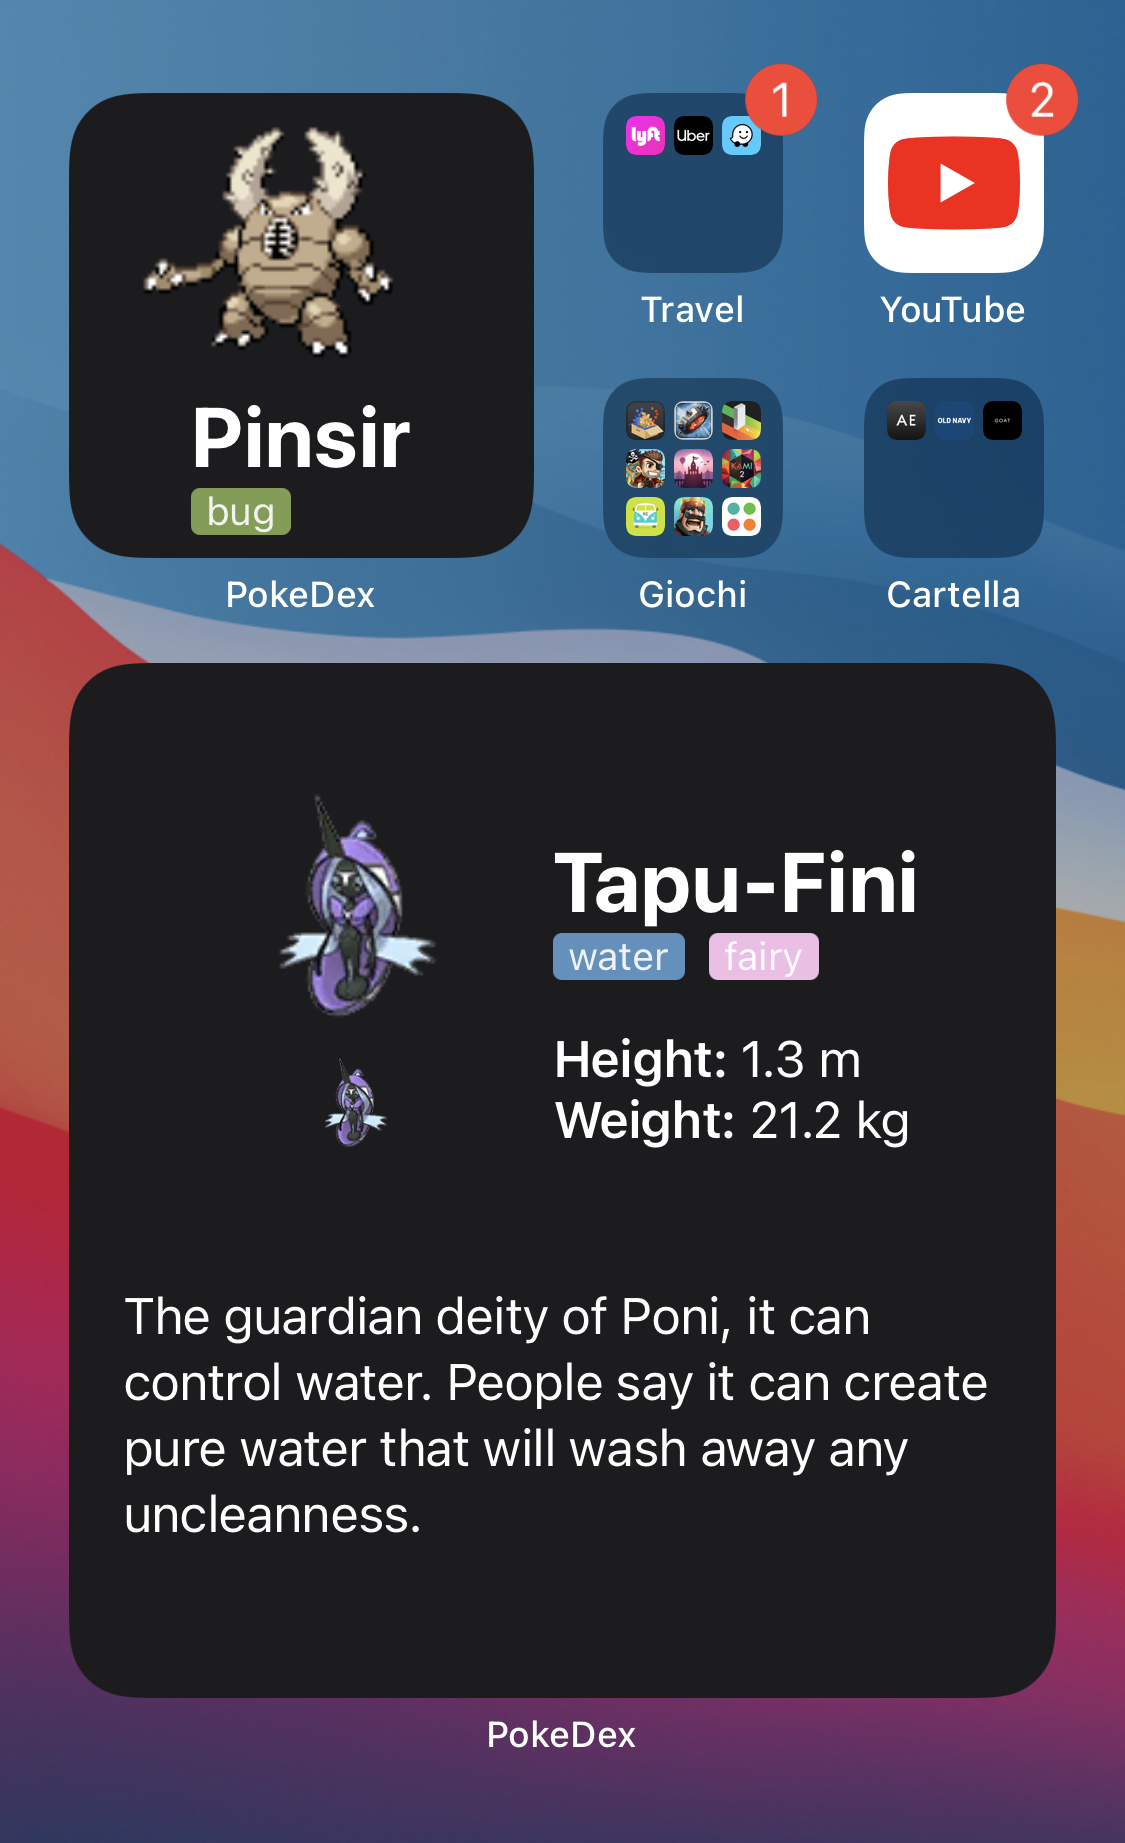 1
2
lyft
Uber
Travel
YouTube
Pinsir
bug
PokeDex
KAMI
2
AE
OLD NAVY
GOAT
Giochi
Cartella
Tapu-Fini
water fairy
Height: 1.3 m
Weight: 21.2 kg
The guardian deity of Poni, it can
control water. People say it can create
pure water that will wash away any
uncleanness.
PokeDex